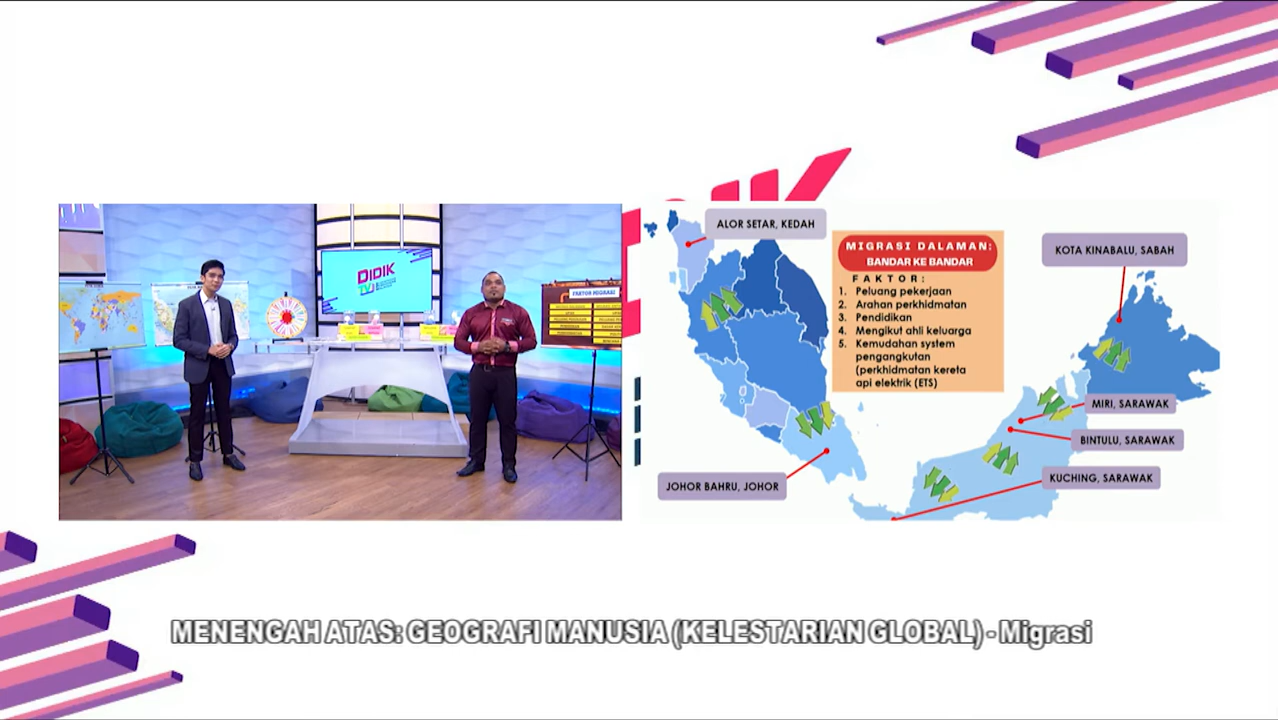 DIDIK
TV
FAKTOR MIGRASI
ALOR SETAR, KEDAH
MIGRASI DALAMAN:
BANDAR KE BANDAR
FAKTOR:
1. Peluang pekerjaan
2. Arahan perkhidmatan
3. Pendidikan
4. Mengikut ahli keluarga
5. Kemudahan system
pengangkutan
(perkhidmatan kereta
api elektrik (ETS)
KOTA KINABALU, SABAH
MIRI, SARAWAK
BINTULU, SARAWAK
KUCHING, SARAWAK
JOHOR BAHRU, JOHOR
MENENGAH ATAS: GEOGRAFI MANUSIA (KELESTARIAN GLOBAL) - Migrasi